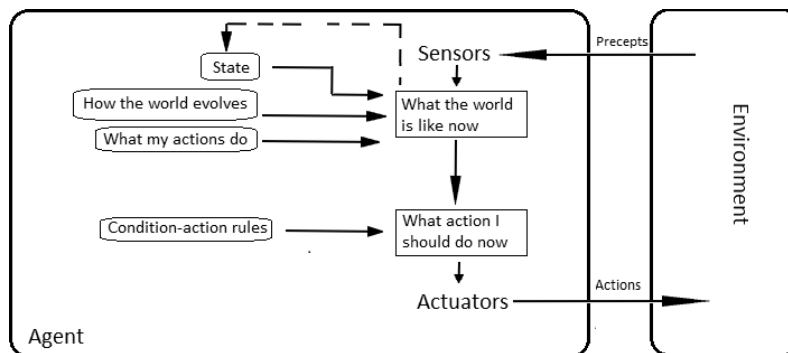 State
Sensors
Precepts
How the world evolves
What the world
is like now
What my actions do
Environment
Condition-action rules
What action I
should do now
Actuators
Actions
Agent